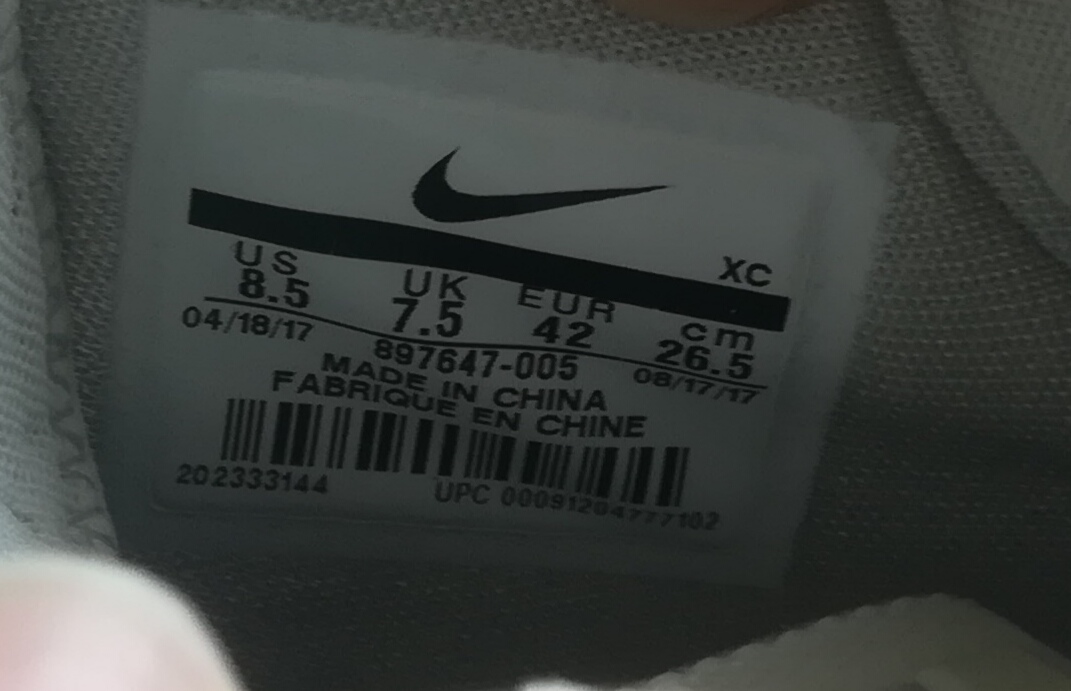 XC
US UK EUR cm
8.5 7.5 42 26.5
04/18/17 897647-005 08/17/17
MADE IN CHINA
FABRIQUE EN CHINE
202333144 UPC 00091204777102